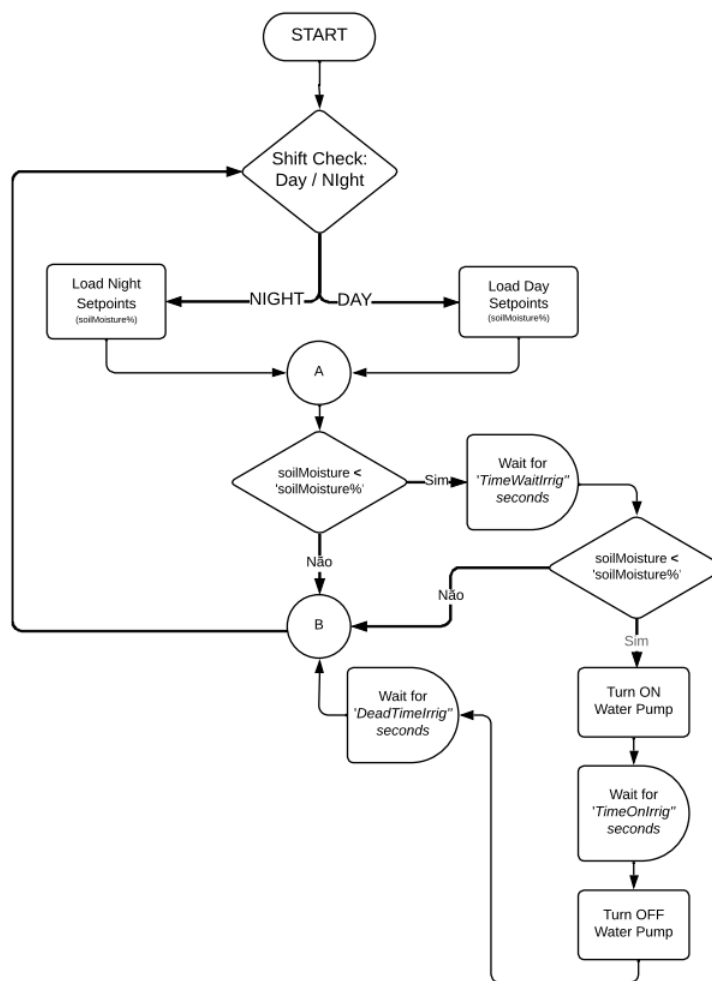 START
Shift Check:
Day / NIght
Load Night
Setpoints
(soilMoisture%)
NIGHT
DAY
Load Day
Setpoints
(soilMoisture%)
A
soilMoisture <
'soilMoisture%'
Sim
Wait for
'TimeWaitIrrig"
seconds
Não
soilMoisture <
'soilMoisture%'
Não
B
Sim
Wait for
'DeadTimeIrrig"
seconds
Turn ON
Water Pump
Wait for
'TimeOnIrrig"
seconds
Turn OFF
Water Pump